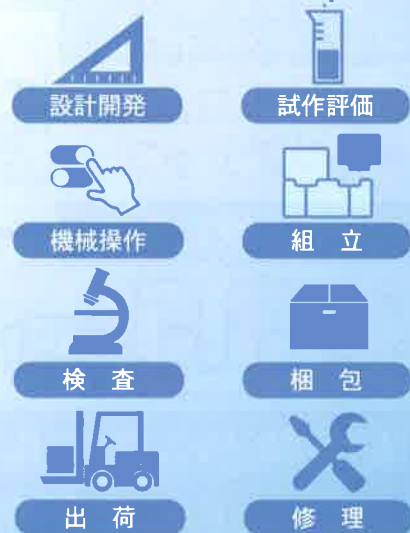 設計開発
試作評価
機械操作
組 立
検 査
梱 包
出 荷
修 理